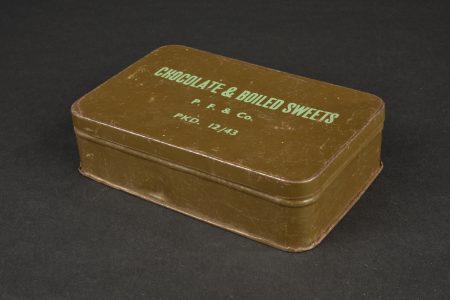 CHOCOLATE & BOILED SWEETS
P. F. & Co.
PKD. 12/43